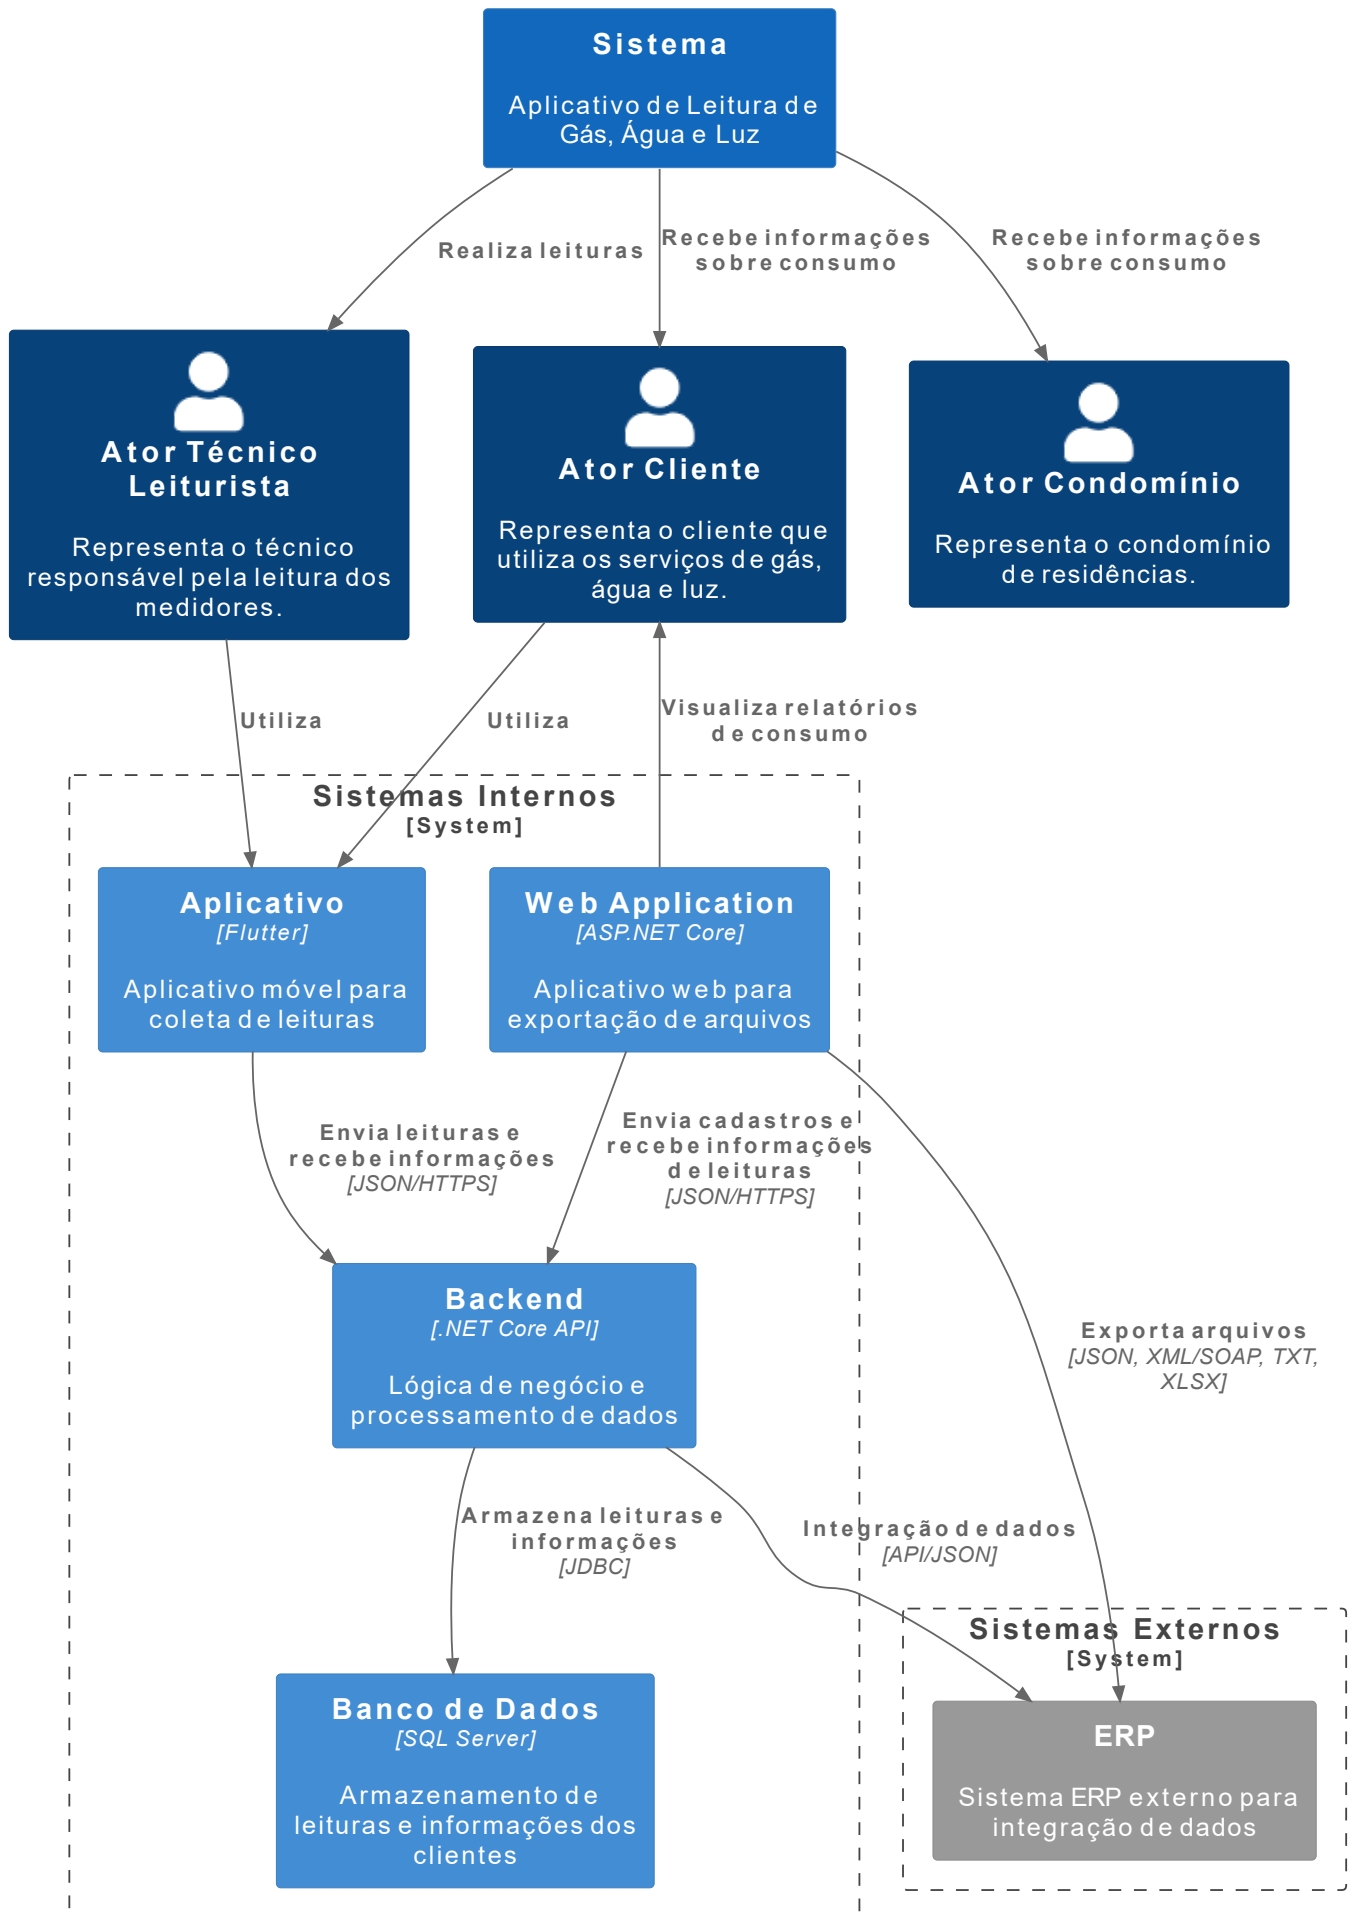 Sistema
Aplicativo de Leitura de
Gás, Água e Luz
Realiza leituras
Recebe informações
sobre consumo
Recebe informações
sobre consumo
Ator Técnico
Leiturista
Representa o técnico
responsável pela leitura dos
medidores.
Ator Cliente
Representa o cliente que
utiliza os serviços de gás,
água e luz.
Ator Condomínio
Representa o condomínio
de residências.
Utiliza
Utiliza
Visualiza relatórios
de consumo
Sistemas Internos
[System]
Aplicativo
[Flutter]
Aplicativo móvel para
coleta de leituras
Web Application
[ASP.NET Core]
Aplicativo web para
exportação de arquivos
Envia leituras e
recebe informações
[JSON/HTTPS]
Envia cadastros e
recebe informações
de leituras
[JSON/HTTPS]
Backend
[.NET Core API]
Lógica de negócio e
processamento de dados
Exporta arquivos
[JSON, XML/SOAP, TXT,
XLSX]
Armazena leituras e
informações
[JDBC]
Integração de dados
[API/JSON]
Sistemas Externos
[System]
Banco de Dados
[SQL Server]
Armazenamento de
leituras e informações dos
clientes
ERP
Sistema ERP externo para
integração de dados